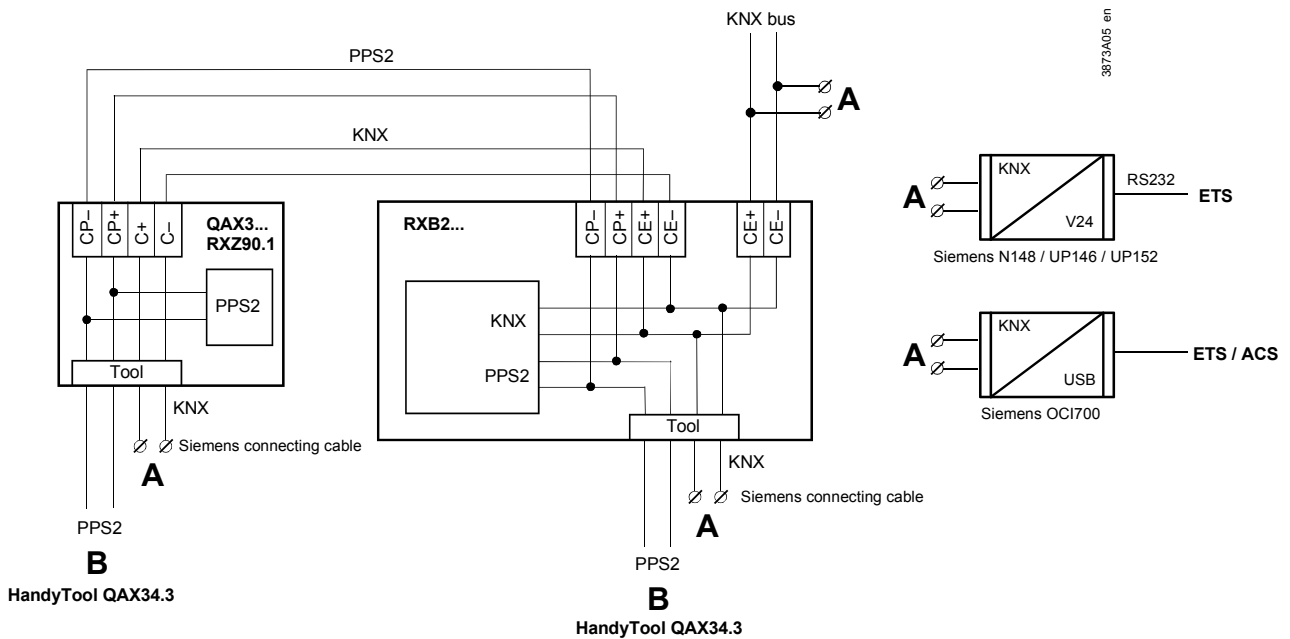 KNX bus
3873A05 en
PPS2
A
KNX
KNX
RS232
A
ETS
V24
Siemens N148 / UP146 / UP152
CP–
CP+
C+
C–
QAX3...
RXZ90.1
PPS2
Tool
KNX
Siemens connecting cable
A
PPS2
B
HandyTool QAX34.3
RXB2...
CP–
CP+
CE+
CE–
CE+
CE–
KNX
PPS2
Tool
KNX
Siemens connecting cable
A
PPS2
B
HandyTool QAX34.3
KNX
A
ETS / ACS
USB
Siemens OCI700